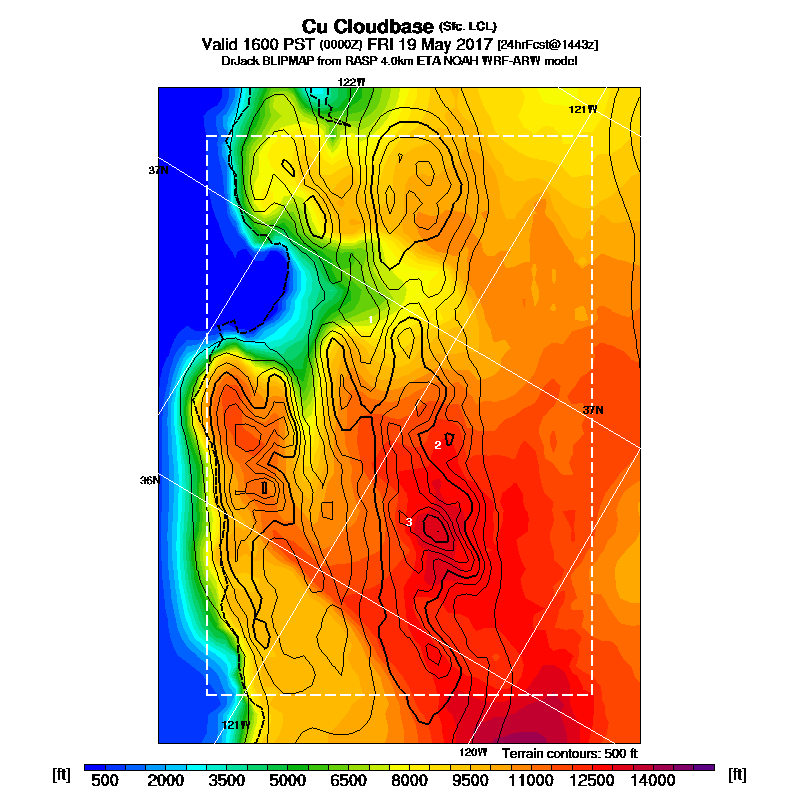 Cu Cloudbase (Sfc. LCL)
Valid 1600 PST (0000Z) FRI 19 May 2017 [24hrFcst@1443z]
DrJack BLIPMAP from RASP 4.0km ETA NOAH WRF-ARW model
122W
121W
37N
1
37N
2
36N
3
121W
120W Terrain contours: 500 ft
[ft] 500 2000 3500 5000 6500 8000 9500 11000 12500 14000 [ft]